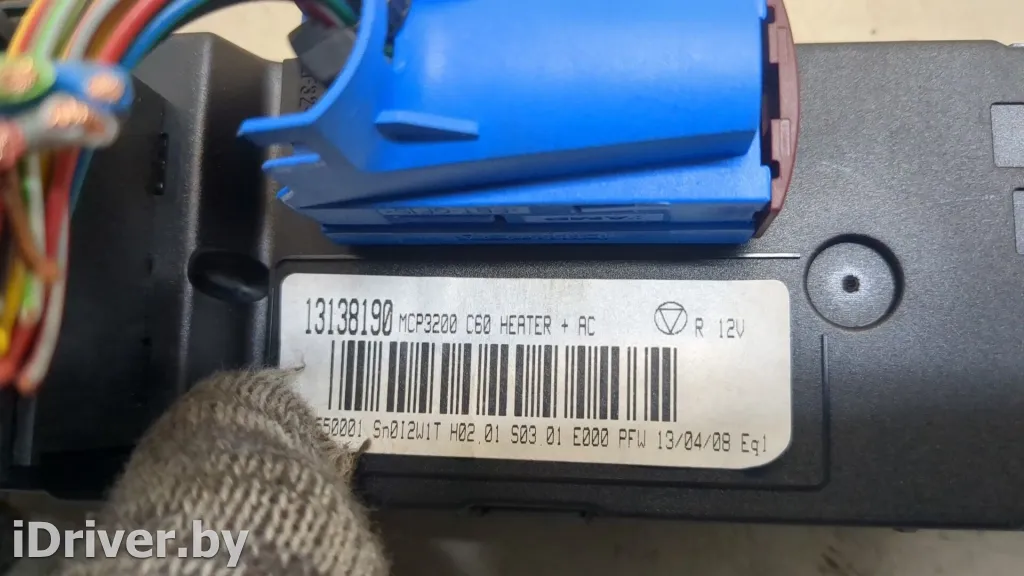 13138190 MCP3200 C60 HEATER + AC R 12V
50001 Sn0I2W1T H02 01 S03 01 E000 PFW 13/04/08 Eq1
iDriver.by